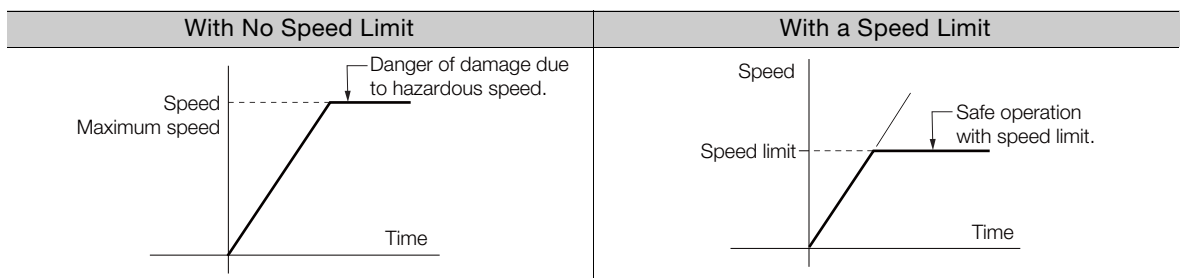 With No Speed Limit
With a Speed Limit
Danger of damage due
to hazardous speed.
Speed
Maximum speed
Time
Speed
Safe operation
with speed limit.
Speed limit
Time